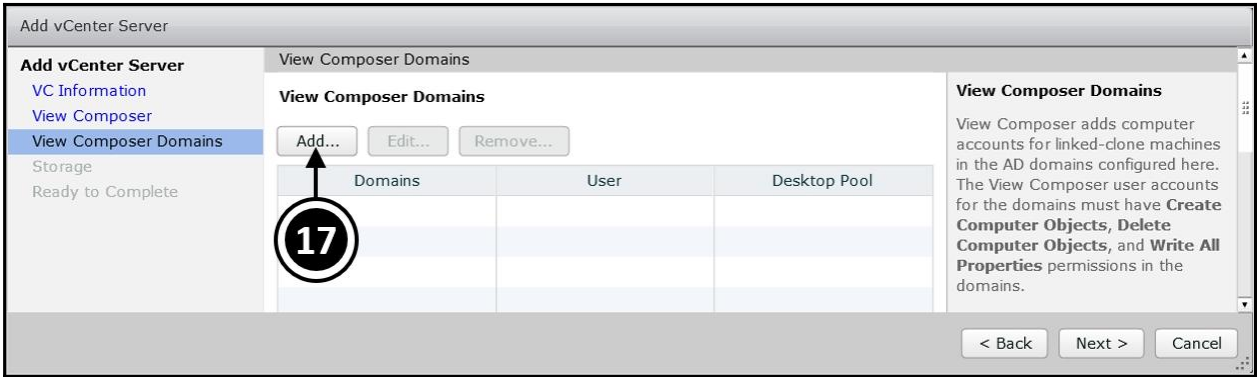 Add vCenter Server
Add vCenter Server
VC Information
View Composer
View Composer Domains
Storage
Ready to Complete
View Composer Domains
View Composer Domains
Add...
Edit...
Remove...
Domains
User
Desktop Pool
17
View Composer Domains
View Composer adds computer
accounts for linked-clone machines
in the AD domains configured here.
The View Composer user accounts
for the domains must have Create
Computer Objects, Delete
Computer Objects, and Write All
Properties permissions in the
domains.
< Back
Next >
Cancel